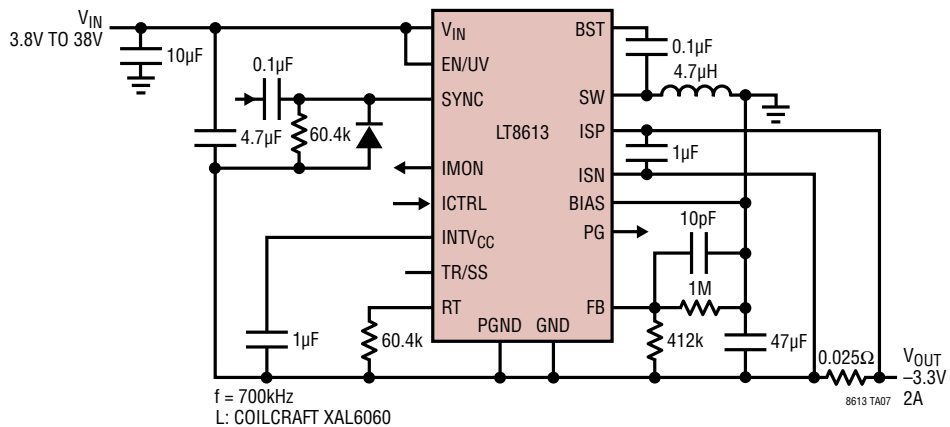 VIN
3.8V TO 38V
10µF
0.1µF
4.7µF
60.4k
1µF
60.4k
VIN
EN/UV
SYNC
IMON
ICTRL
INTVCC
TR/SS
RT
PGND
GND
LT8613
BST
SW
ISP
ISN
BIAS
PG
FB
0.1µF
4.7µH
1µF
10pF
1M
412k
47µF
0.025Ω
VOUT
–3.3V
2A
8613 TA07
f = 700kHz
L: COILCRAFT XAL6060